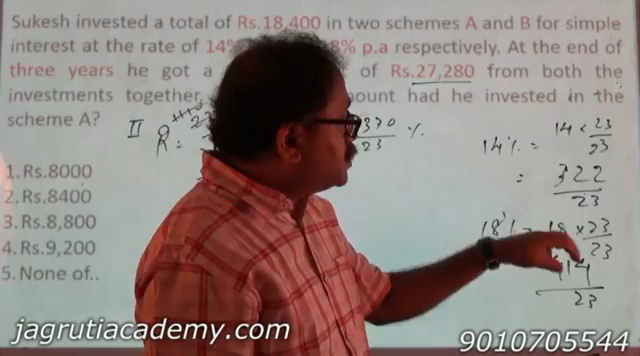 Sukesh invested a total of Rs.18,400 in two schemes A and B for simple
interest at the rate of 14% 8% p.a respectively. At the end
three years he got a of Rs.27,280 from both the
investments together, ount had he invested in the
scheme A?
II R = 370/23 %
14% = 14 × 23/23
= 322/23
18% = 18 × 23/23
414/23
1. Rs.8000
2. Rs.8400
3. Rs.8,800
4. Rs.9,200
5. None of..
jagrutiacademy.com 9010705544